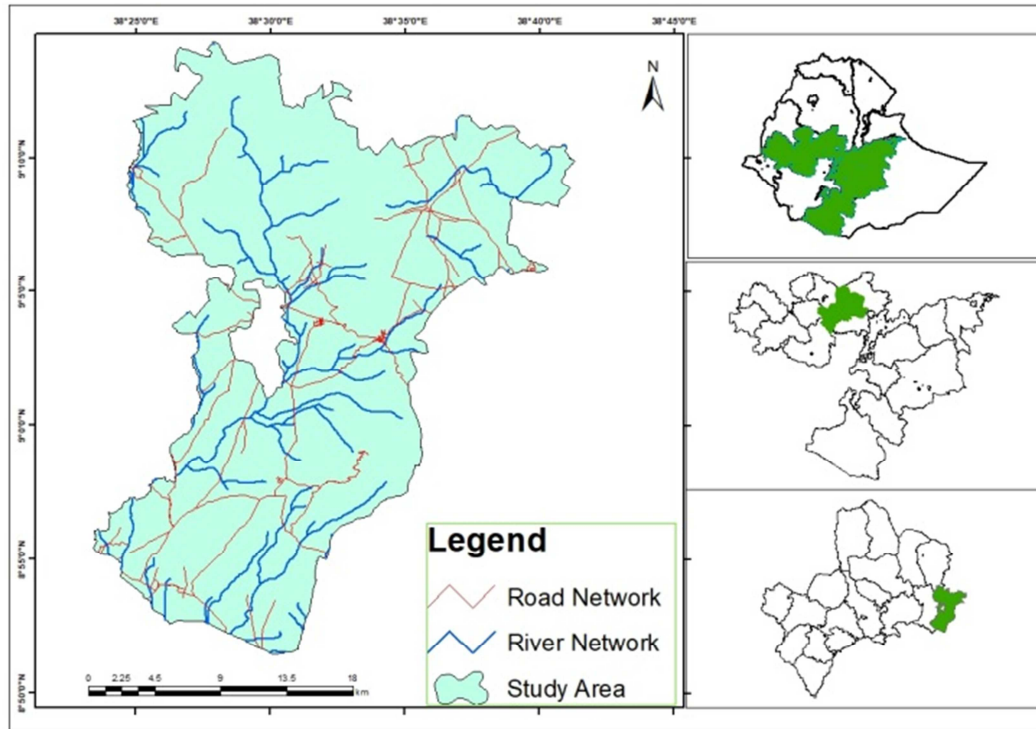 38°25'0"E 38°30'0"E 38°35'0"E 38°40'0"E 38°45'0"E
N
9°10'0"N
9°5'0"N
9°0'0"N
8°55'0"N
8°50'0"N
Legend
Road Network
River Network
Study Area
0 2.25 4.5 9 13.5 18
km